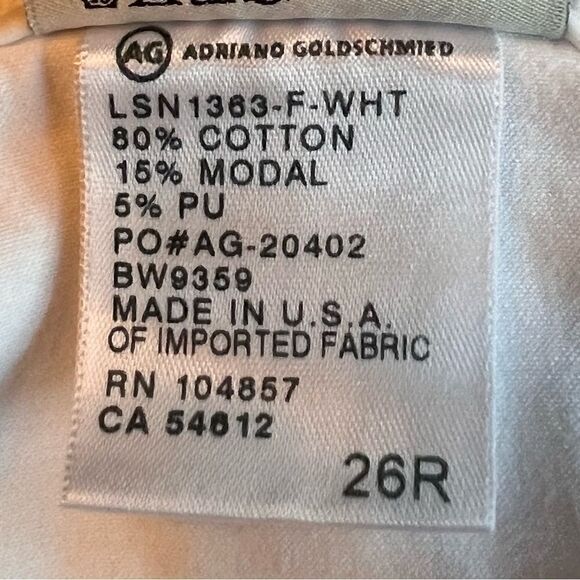 AG ADRIANO GOLDSCHMIED
LSN1363-F-WHT
80% COTTON
15% MODAL
5% PU
PO#AG-20402
BW9359
MADE IN U.S.A.
OF IMPORTED FABRIC
RN 104857
CA 54612
26R